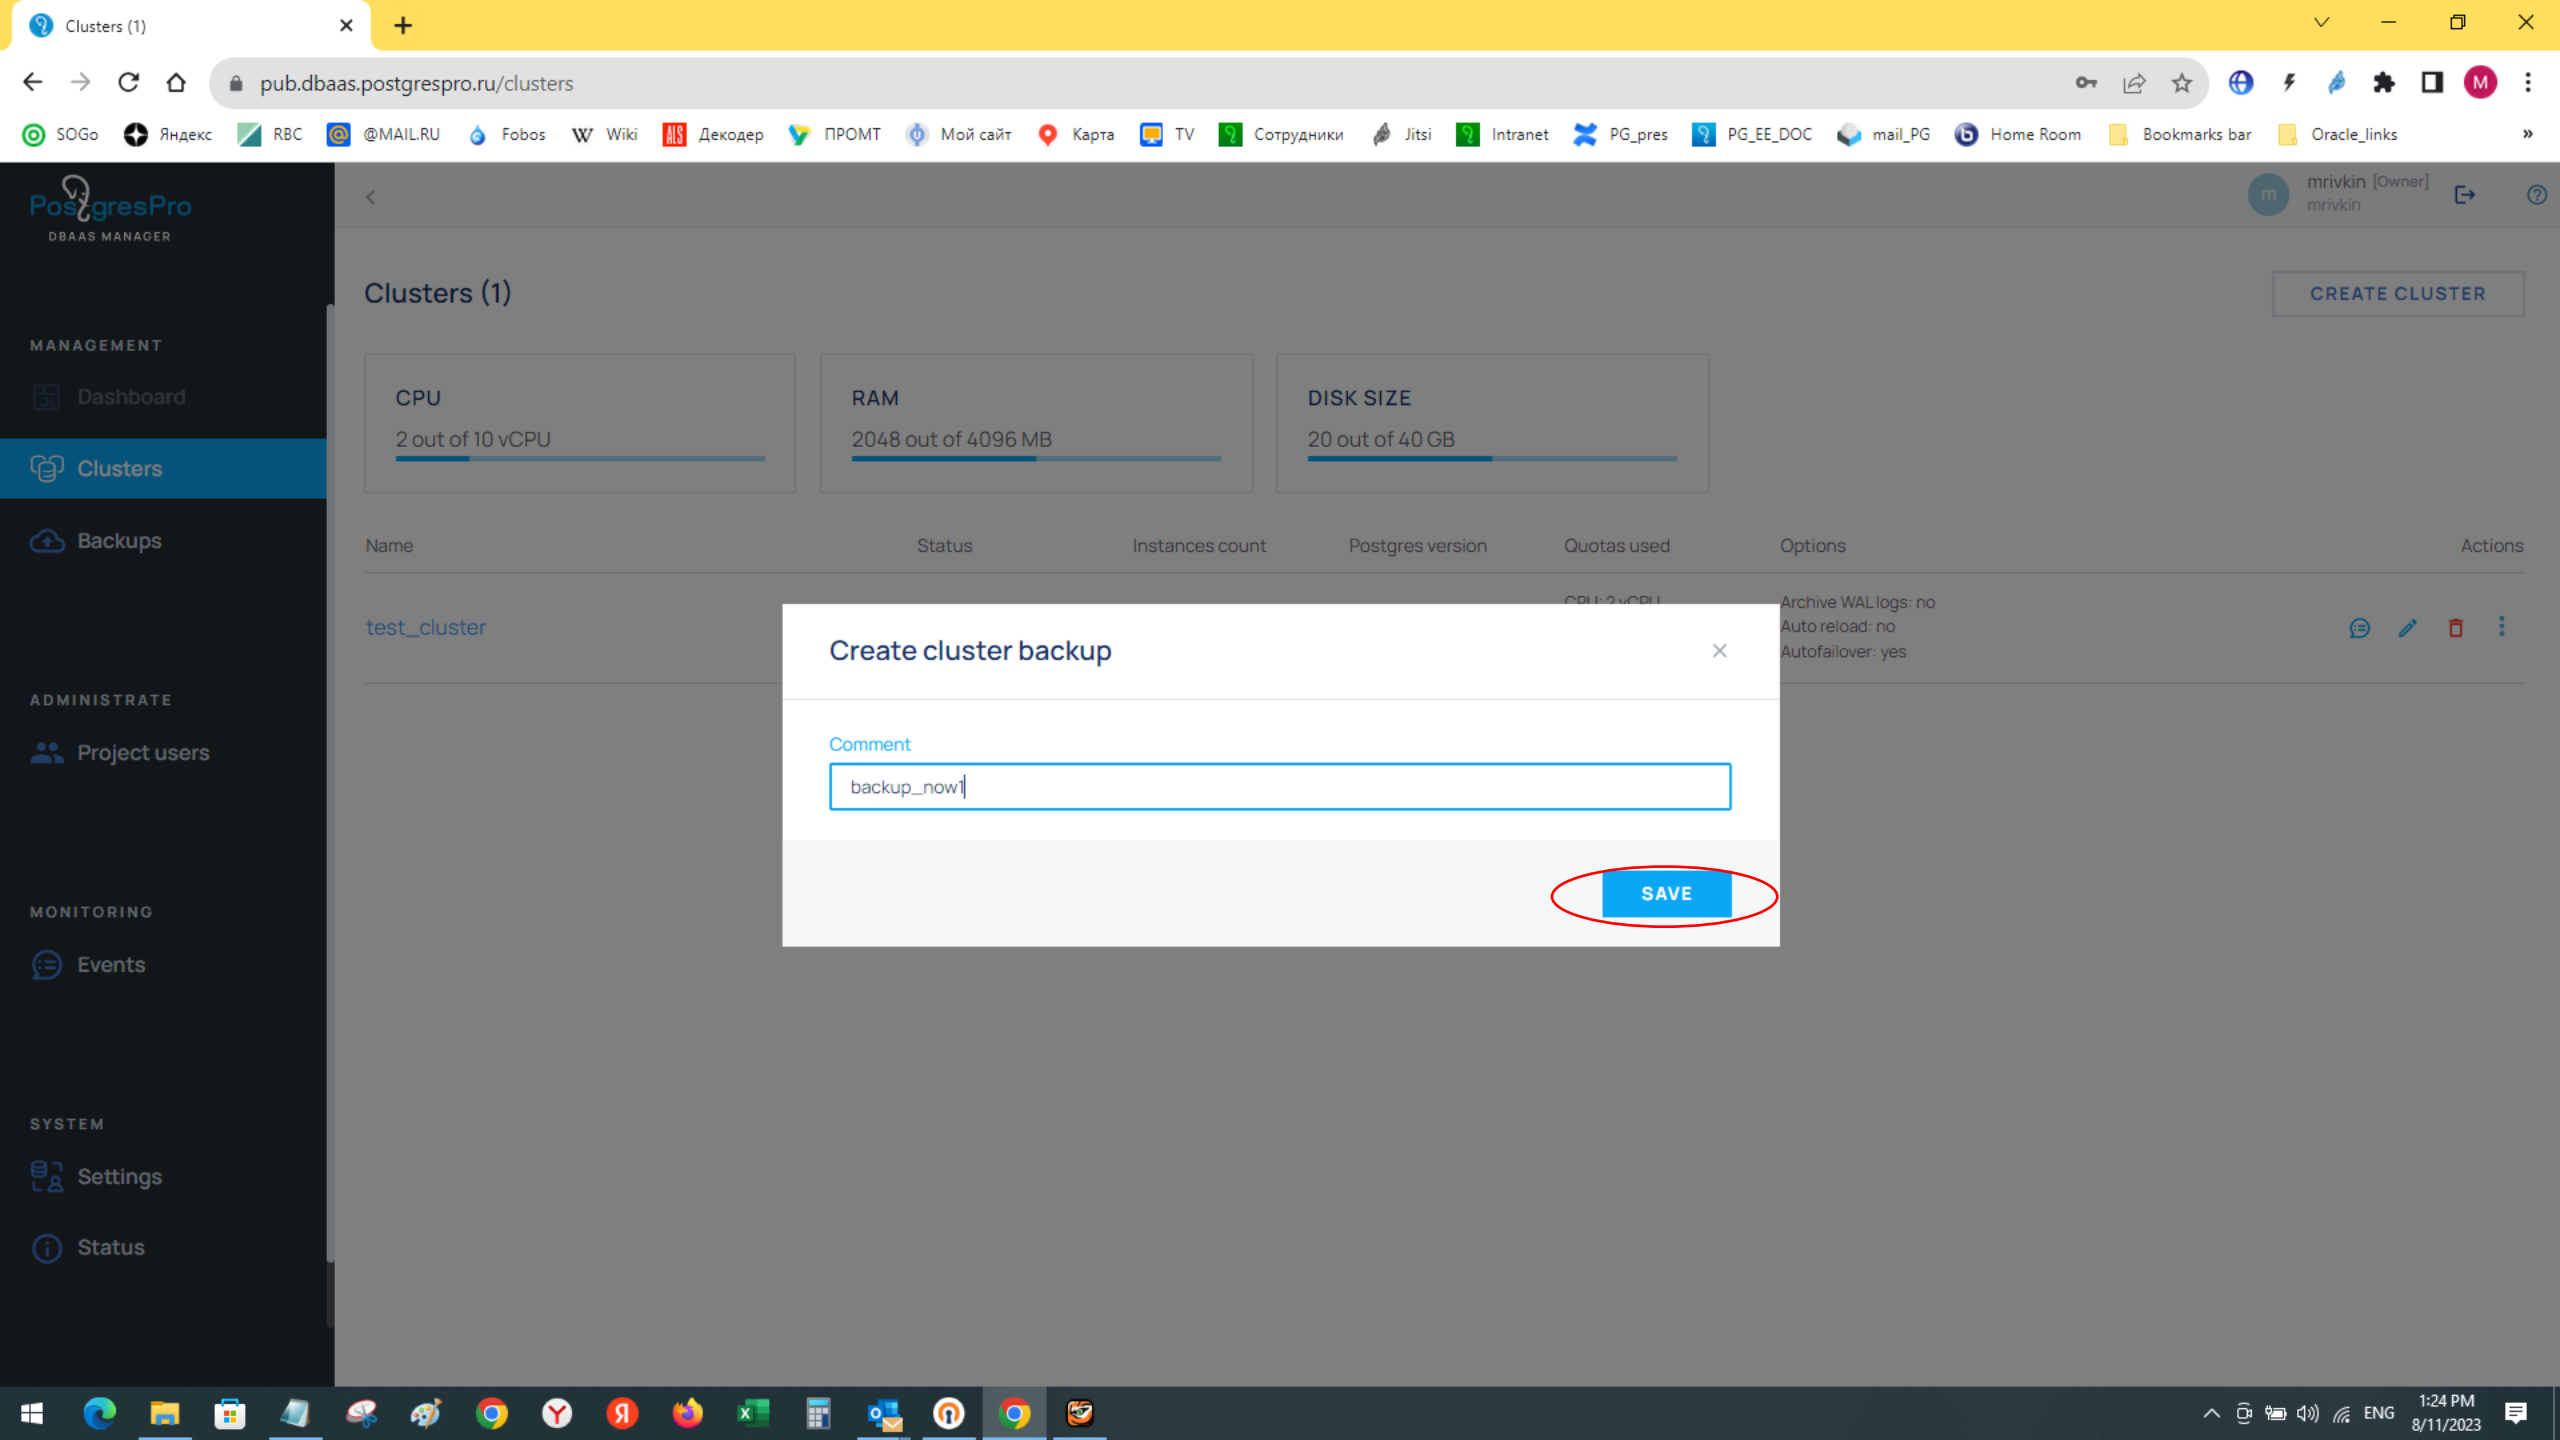 Clusters (1)
pub.dbaas.postgrespro.ru/clusters
M
SOGo
Яндекс
RBC
@MAIL.RU
Fobos
Wiki
Декодер
ПРОМТ
Мой сайт
Карта
TV
Сотрудники
Jitsi
Intranet
PG_pres
PG_EE_DOC
mail_PG
Home Room
Bookmarks bar
Oracle_links
»
PostgresPro
DBAAS MANAGER
m
mrivkin [Owner]
mrivkin
Clusters (1)
CREATE CLUSTER
MANAGEMENT
Dashboard
Clusters
Backups
ADMINISTRATE
Project users
MONITORING
Events
SYSTEM
Settings
Status
CPU
2 out of 10 vCPU
RAM
2048 out of 4096 MB
DISK SIZE
20 out of 40 GB
Name
Status
Instances count
Postgres version
Quotas used
Options
Actions
test_cluster
CPU: 2 vCPU
Archive WAL logs: no
Auto reload: no
Autofailover: yes
Create cluster backup
Comment
backup_now1
SAVE
ENG
1:24 PM
8/11/2023